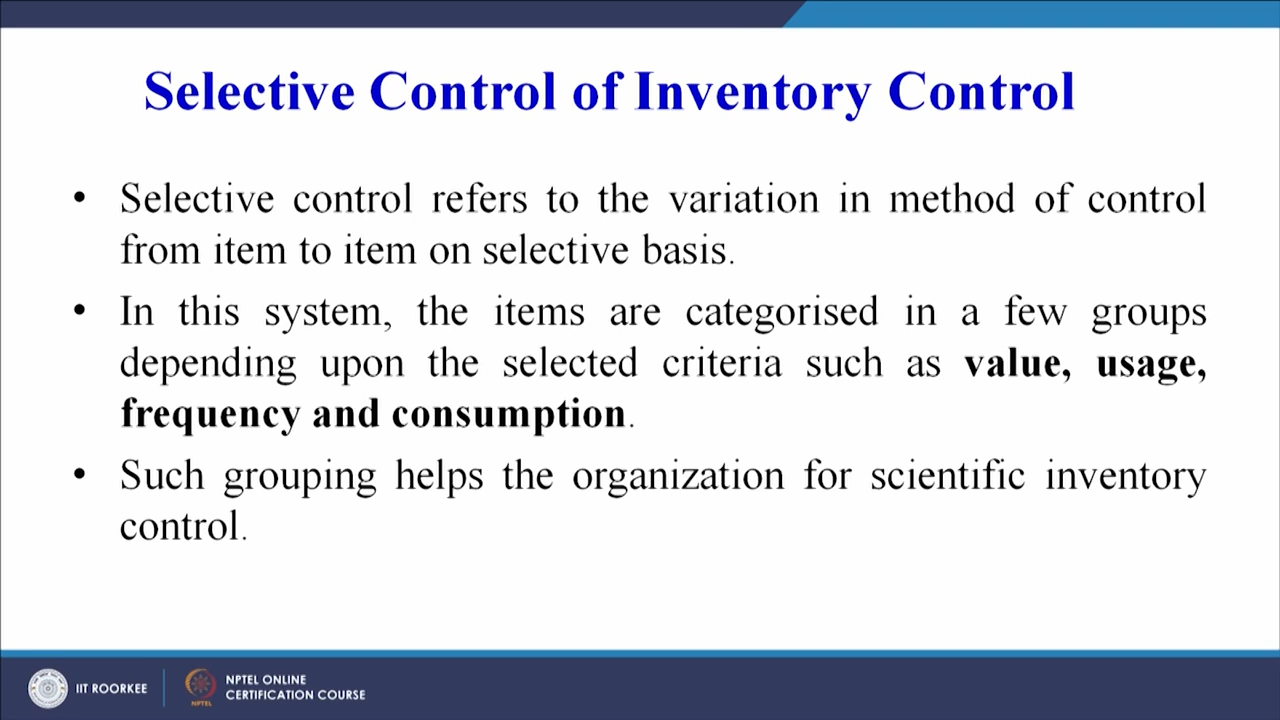 Selective Control of Inventory Control
• Selective control refers to the variation in method of control
from item to item on selective basis.
• In this system, the items are categorised in a few groups
depending upon the selected criteria such as value, usage,
frequency and consumption.
• Such grouping helps the organization for scientific inventory
control.
IIT ROORKEE
NPTEL
NPTEL ONLINE
CERTIFICATION COURSE